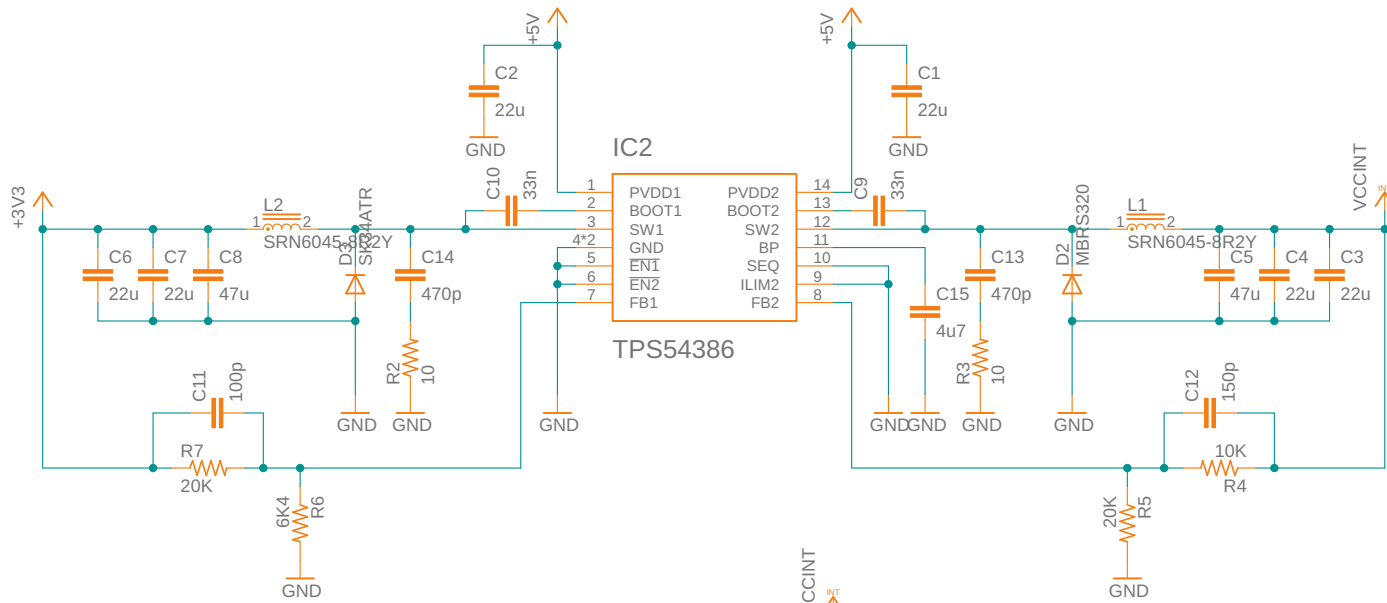 +5V
+5V
C2
22u
GND
C1
22u
GND
IC2
C10
33n
C9
33n
1 PVDD1 PVDD2 14
2 BOOT1 BOOT2 13
3 SW1 SW2 12
4*2 GND BP 11
5 EN1 SEQ 10
6 EN2 ILIM2 9
7 FB1 FB2 8
TPS54386
+3V3
L2
1 2
SRN6045-8R2Y
D3
SK34ATR
C6
22u
C7
22u
C8
47u
C14
470p
R2
10
GND
GND
GND
C15
4u7
GND
GND
C13
470p
R3
10
GND
D2
MBRS320
GND
L1
1 2
SRN6045-8R2Y
C5
47u
C4
22u
C3
22u
VCCINT
INT
C11
100p
R7
20K
6K4
R6
GND
C12
150p
10K
R4
20K
R5
GND
CCINT
INT